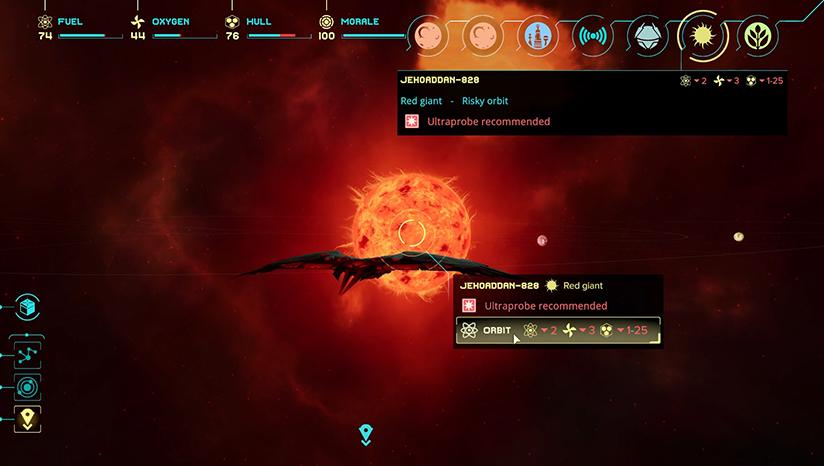 FUEL OXYGEN HULL MORALE
74 44 76 100
JEHOADDAN-828 2 3 1-25
Red giant - Risky orbit
Ultraprobe recommended
JEHOADDAN-828 Red giant
Ultraprobe recommended
ORBIT 2 3 1-25